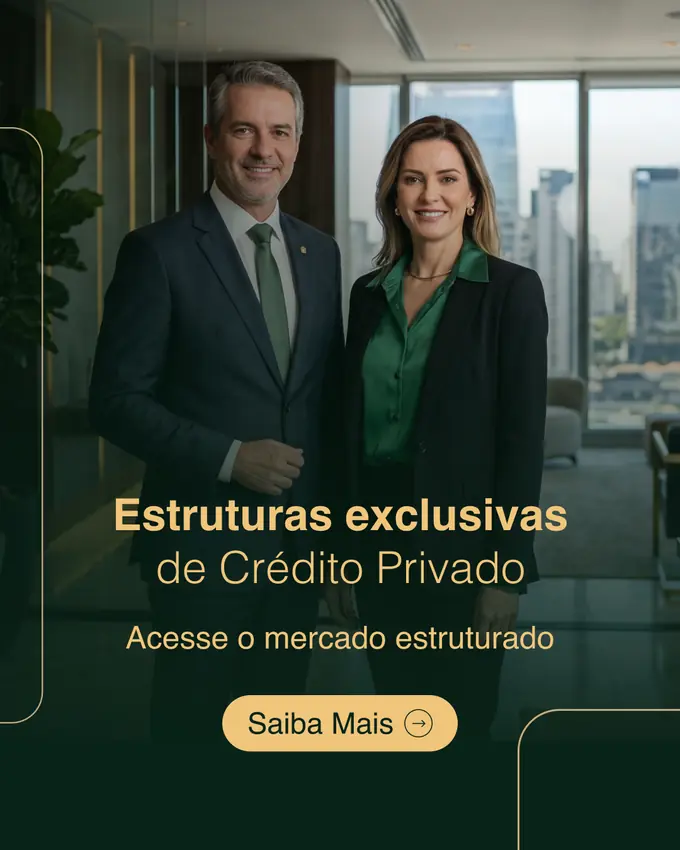 Estruturas exclusivas
de Crédito Privado
Acesse o mercado estruturado
Saiba Mais